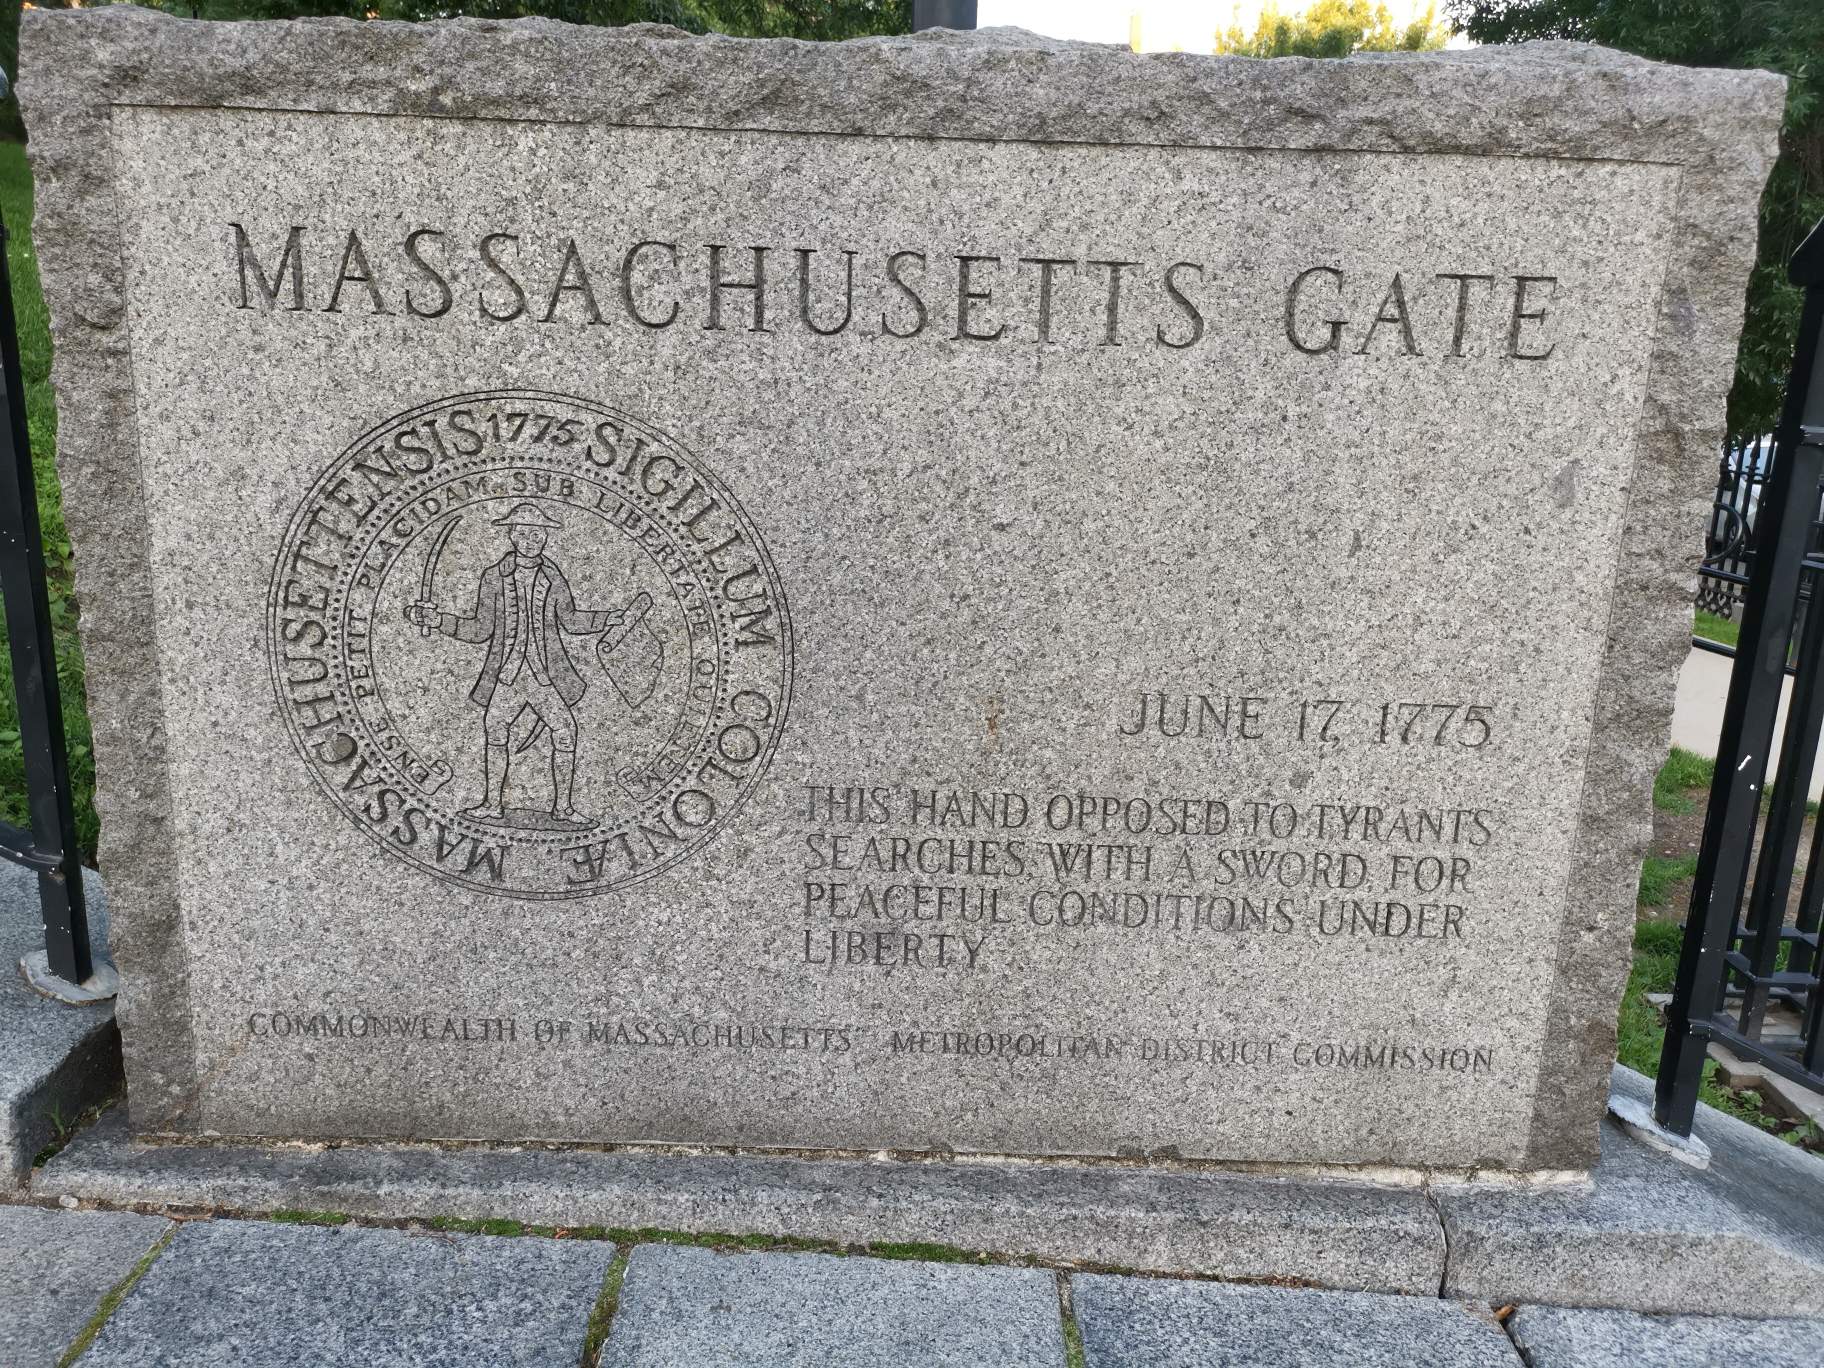 MASSACHUSETTS GATE
MASSACHUSETTENSIS 1775 SIGILLUM COLONIÆ
ENSE PETIT PLACIDAM SUB LIBERTATE QUIETEM
JUNE 17, 1775
THIS HAND OPPOSED TO TYRANTS
SEARCHES, WITH A SWORD, FOR
PEACEFUL CONDITIONS UNDER
LIBERTY
COMMONWEALTH OF MASSACHUSETTS METROPOLITAN DISTRICT COMMISSION